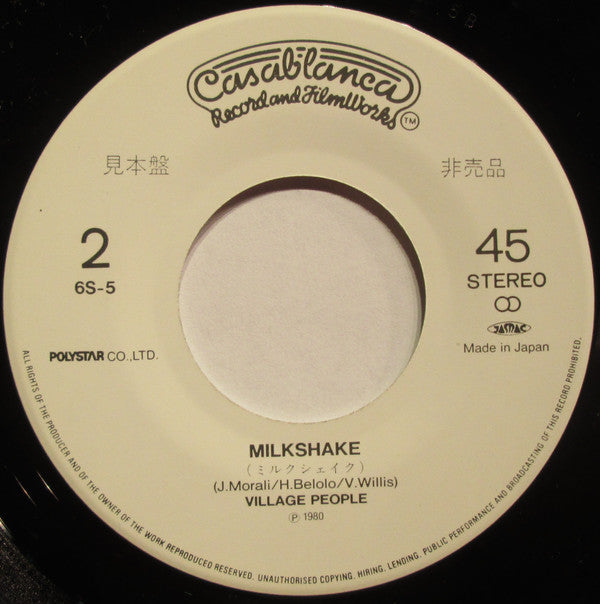 Casablanca
Record and FilmWorks
TM
見本盤
非売品
2
6S-5
45
STEREO
JASRAC
Made in Japan
POLYSTAR CO.,LTD.
MILKSHAKE
(ミルクシェイク)
(J.Morali/H.Belolo/V.Willis)
VILLAGE PEOPLE
Ⓟ 1980
ALL RIGHTS OF THE PRODUCER AND OF THE OWNER OF THE WORK REPRODUCED RESERVED. UNAUTHORISED COPYING. HIRING. LENDING. PUBLIC PERFORMANCE AND BROADCASTING OF THIS RECORD PROHIBITED.